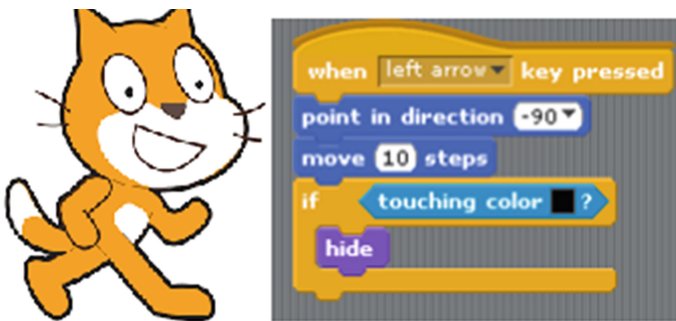 when left arrow key pressed
point in direction -90
move 10 steps
if touching color ?
hide